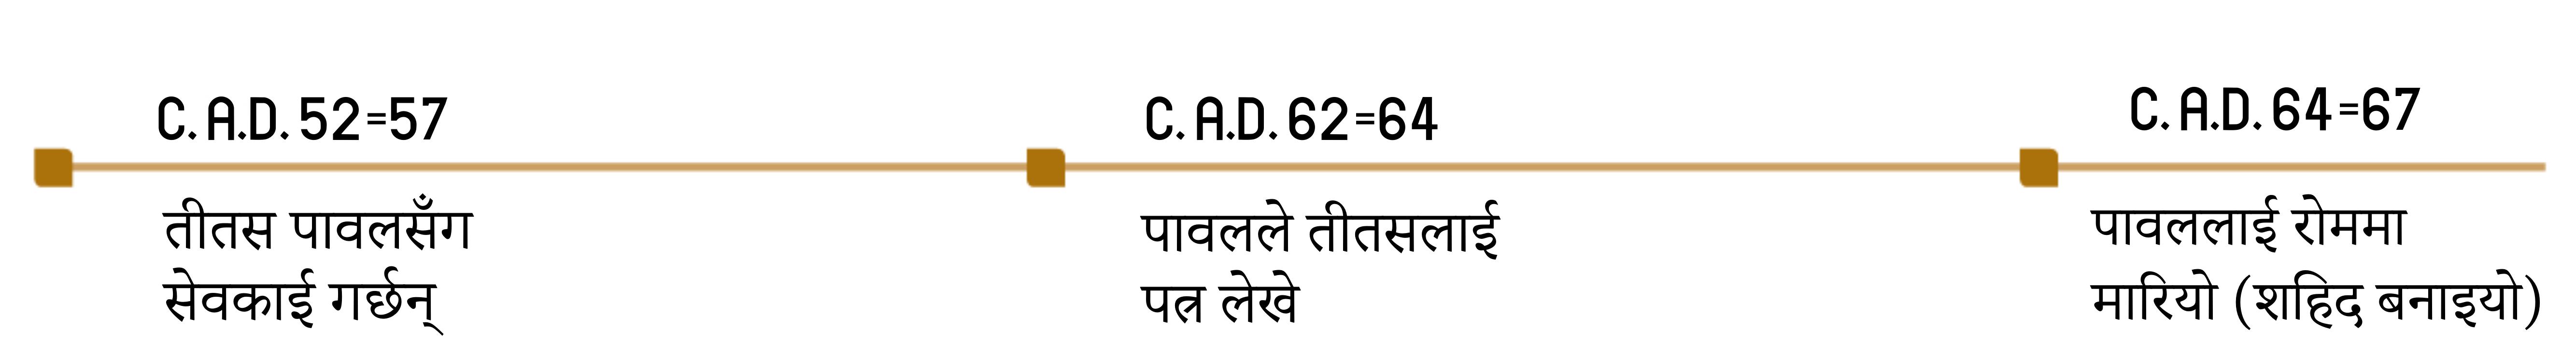 C. A.D. 52=57
तीतस पावलसँग
सेवकाई गर्छन्
C. A.D. 62=64
पावलले तीतसलाई
पत्र लेखे
C. A.D. 64=67
पावललाई रोममा
मारियो (शहिद बनाइयो)